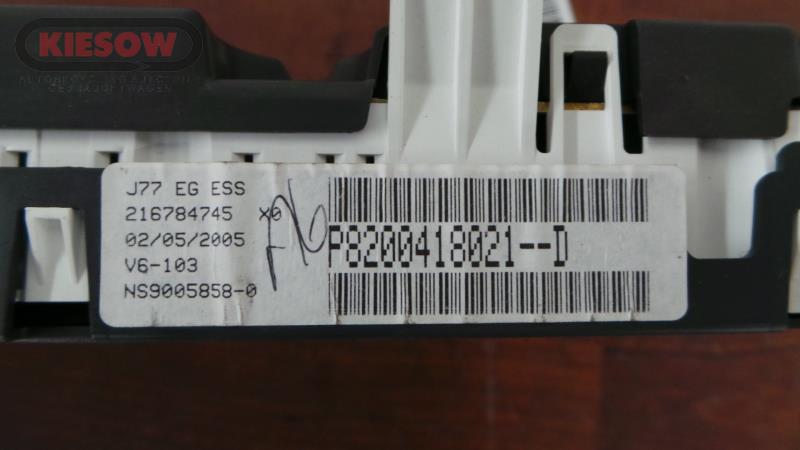 KIESOW
J77 EG ESS
216784745 X0
02/05/2005
V6-103
NS9005858-0
P8200418021--D